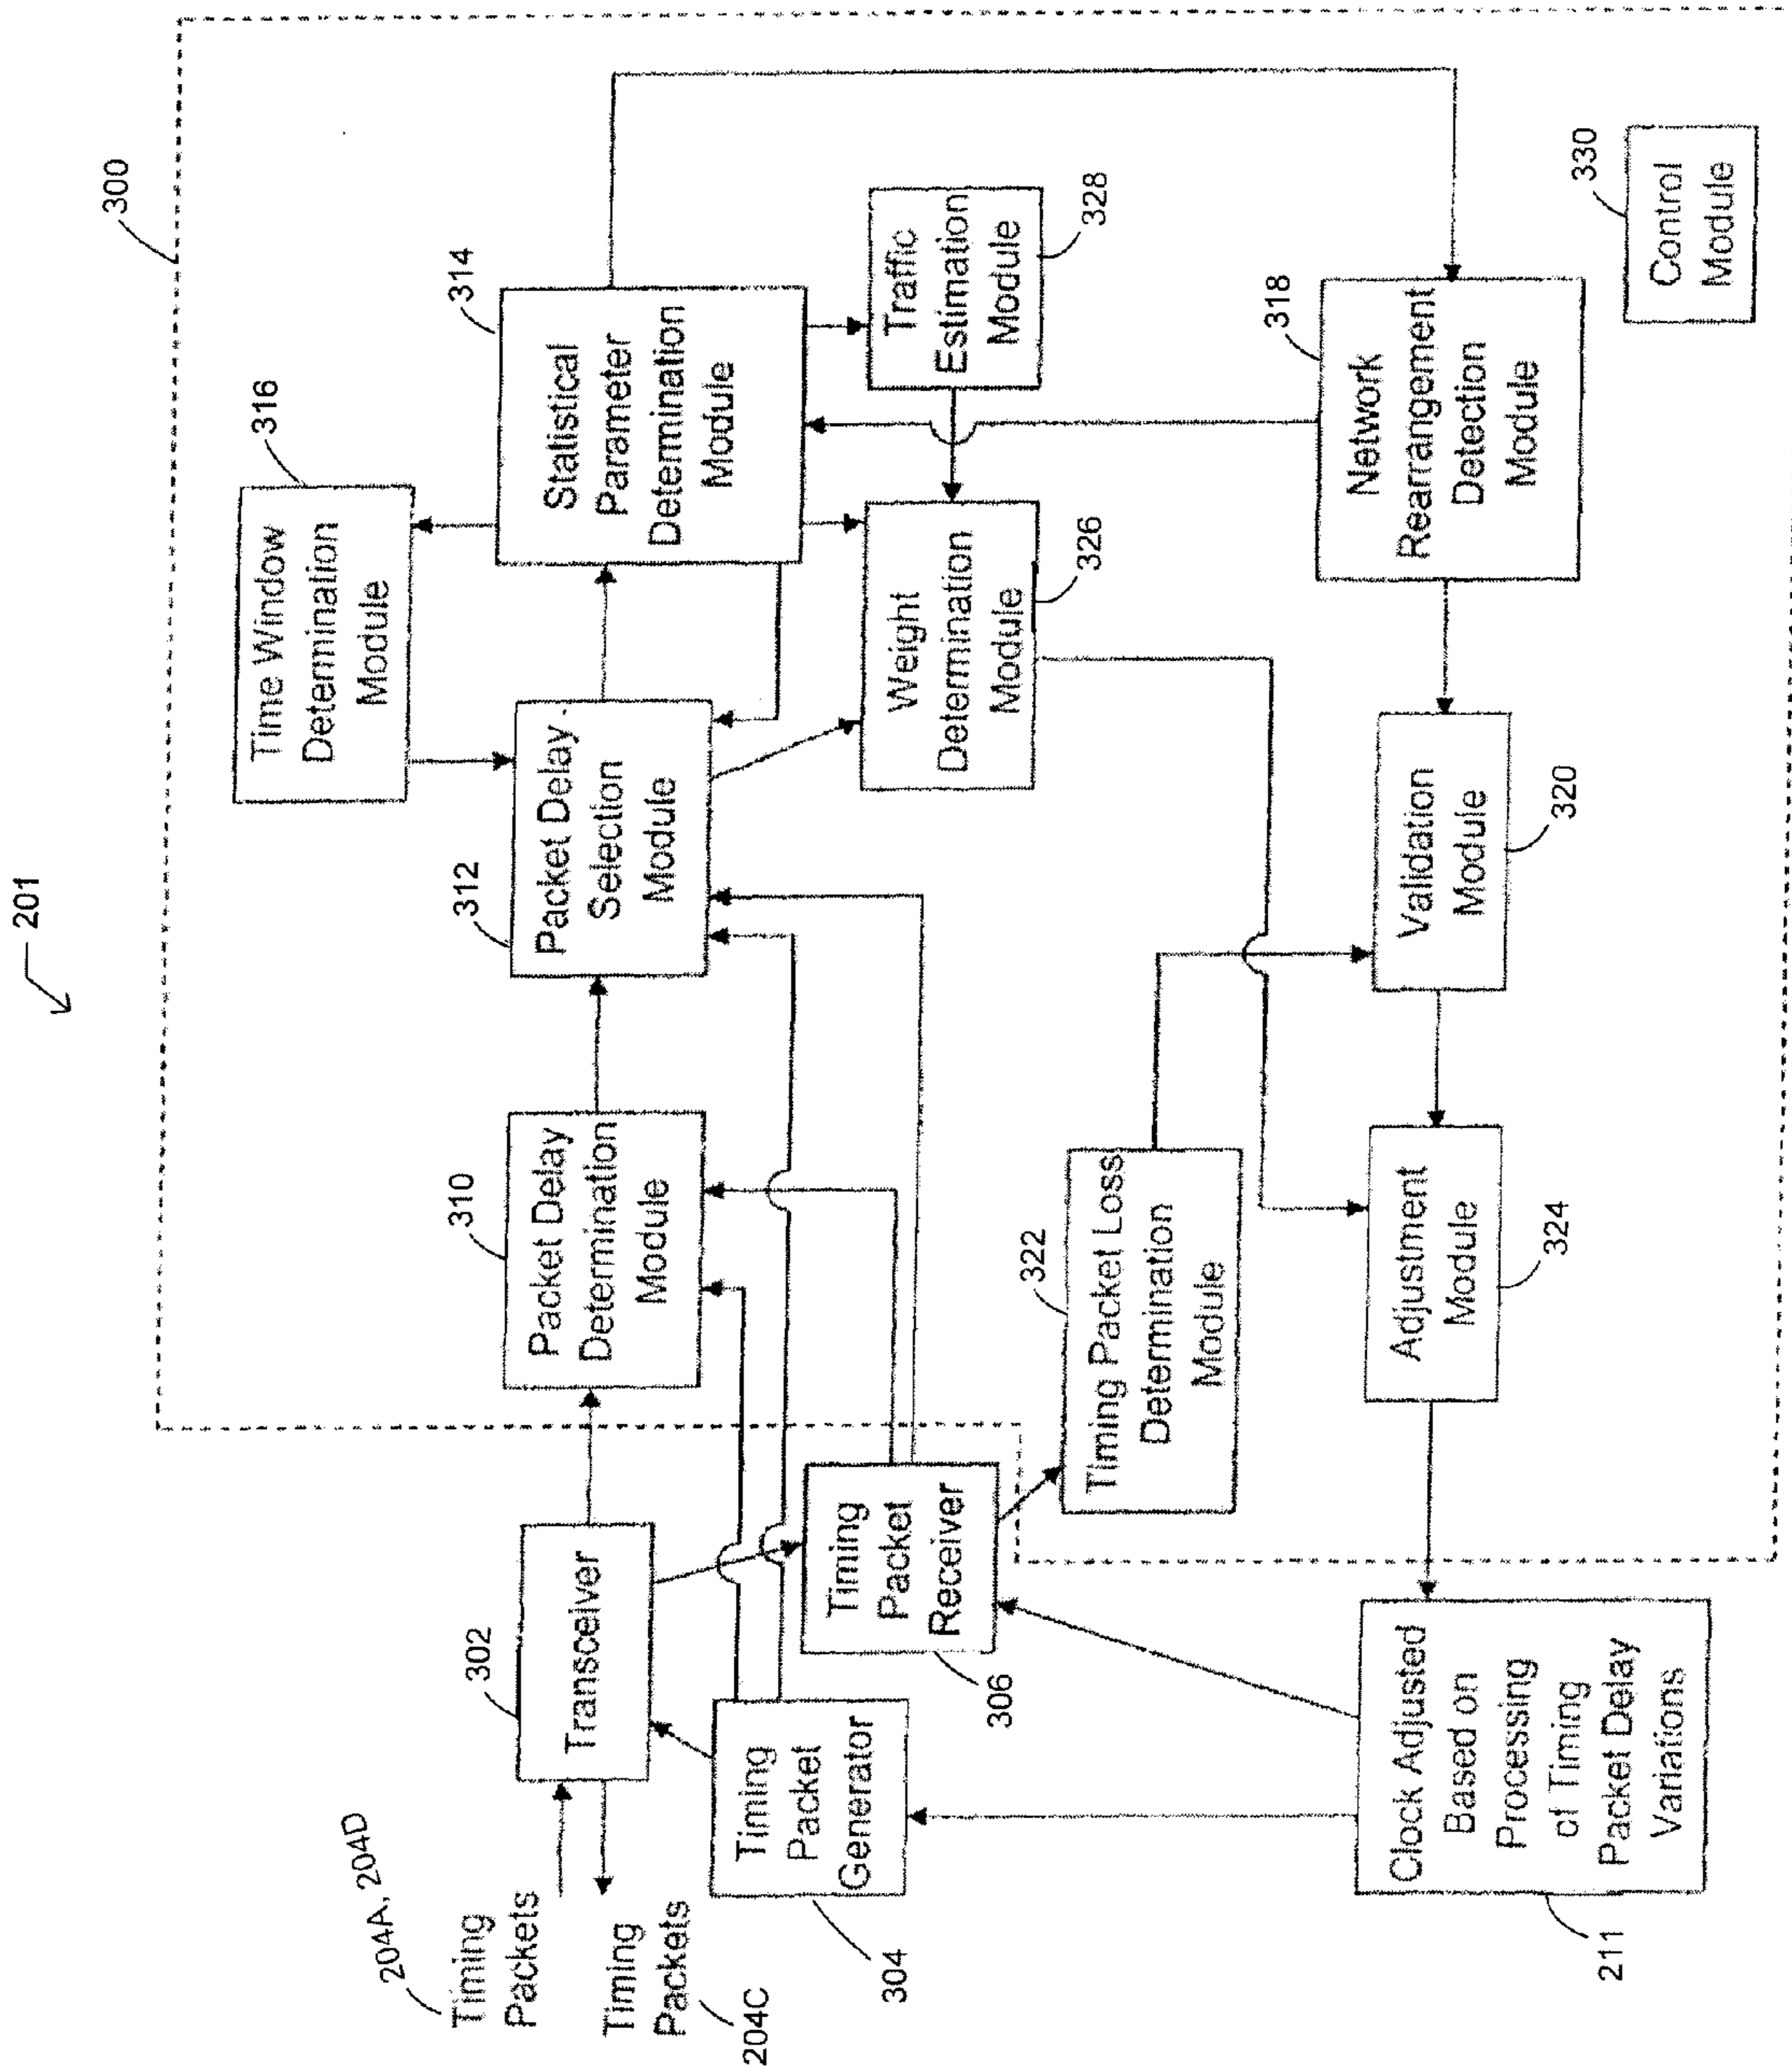 201
300
Time Window
Determination
Module
316
Timing
Packets
204A, 204D
Timing
Packets
204C
Transceiver
302
Packet Delay
Determination
Module
310
Packet Delay
Selection
Module
312
Statistical
Parameter
Determination
Module
314
Timing
Packet
Generator
304
Timing
Packet
Receiver
306
Weight
Determination
Module
326
Traffic
Estimation
Module
328
Timing Packet Loss
Determination
Module
322
Clock Adjusted
Based on
Processing
of Timing
Packet Delay
Variations
211
Adjustment
Module
324
Validation
Module
320
Network
Rearrangement
Detection
Module
318
Control
Module
330